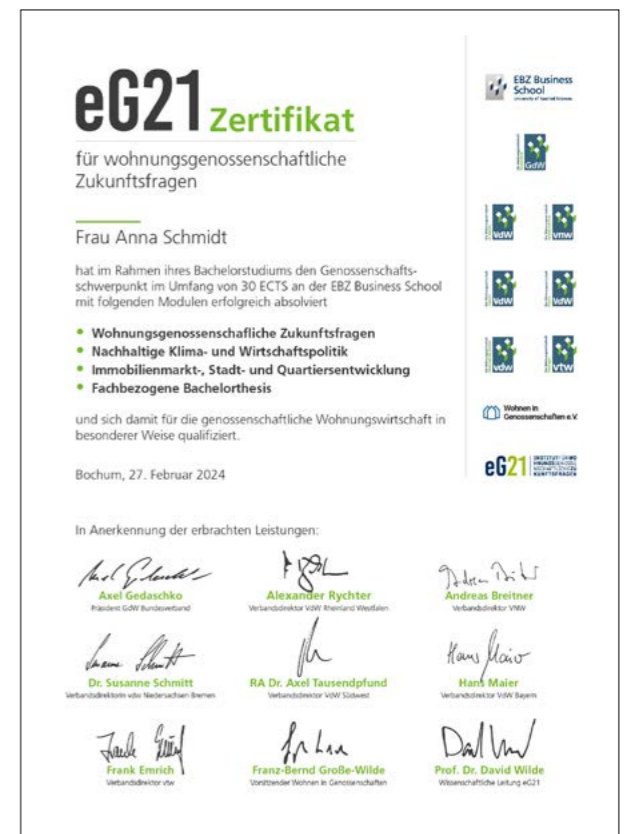 eG21 Zertifikat
für wohnungsgenossenschaftliche
Zukunftsfragen
Frau Anna Schmidt
hat im Rahmen ihres Bachelorstudiums den Genossenschafts-
schwerpunkt im Umfang von 30 ECTS an der EBZ Business School
mit folgenden Modulen erfolgreich absolviert
• Wohnungsgenossenschafliche Zukunftsfragen
• Nachhaltige Klima- und Wirtschaftspolitik
• Immobilienmarkt-, Stadt- und Quartiersentwicklung
• Fachbezogene Bachelorthesis
und sich damit für die genossenschaftliche Wohnungswirtschaft in
besonderer Weise qualifiziert.
Bochum, 27. Februar 2024
EBZ Business
School
University of Applied Sciences
GdW
VdW
vnw
VdW
VdW
vdw
vtw
Wohnen in
Genossenschaften e.V.
eG21
In Anerkennung der erbrachten Leistungen:
Axel Gedaschko
Präsident GdW Bundesverband
Alexander Rychter
Verbandsdirektor VdW Rheinland Westfalen
Andreas Breitner
Verbandsdirektor VNW
Dr. Susanne Schmitt
Verbandsdirektorin vdw Niedersachsen Bremen
RA Dr. Axel Tausendpfund
Verbandsdirektor VdW Südwest
Hans Maier
Verbandsdirektor VdW Bayern
Frank Emrich
Verbandsdirektor vtw
Franz-Bernd Große-Wilde
Vorsitzender Wohnen in Genossenschaften
Prof. Dr. David Wilde
Wissenschaftliche Leitung eG21